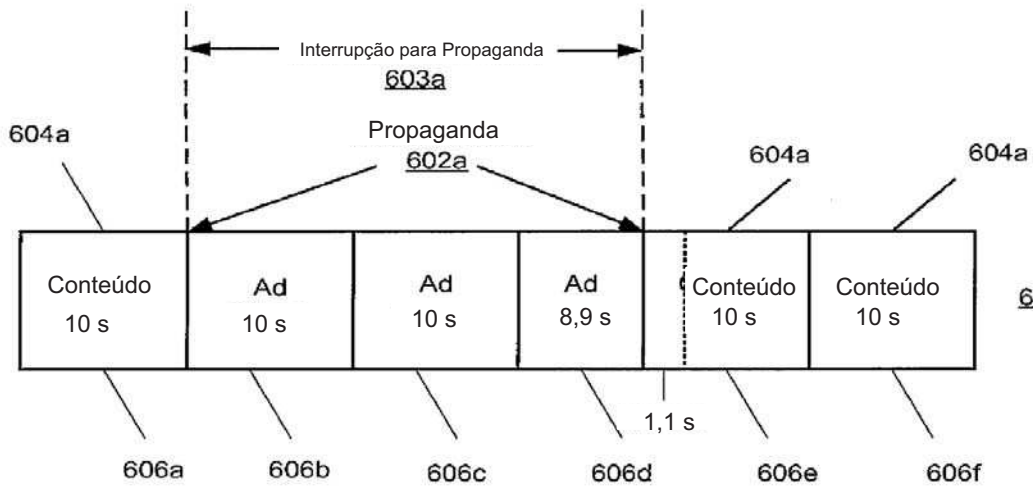 Interrupção para Propaganda
603a
Propaganda
602a
604a
604a
604a
Conteúdo
10 s
Ad
10 s
Ad
10 s
Ad
8,9 s
Conteúdo
10 s
Conteúdo
10 s
1,1 s
606a
606b
606c
606d
606e
606f